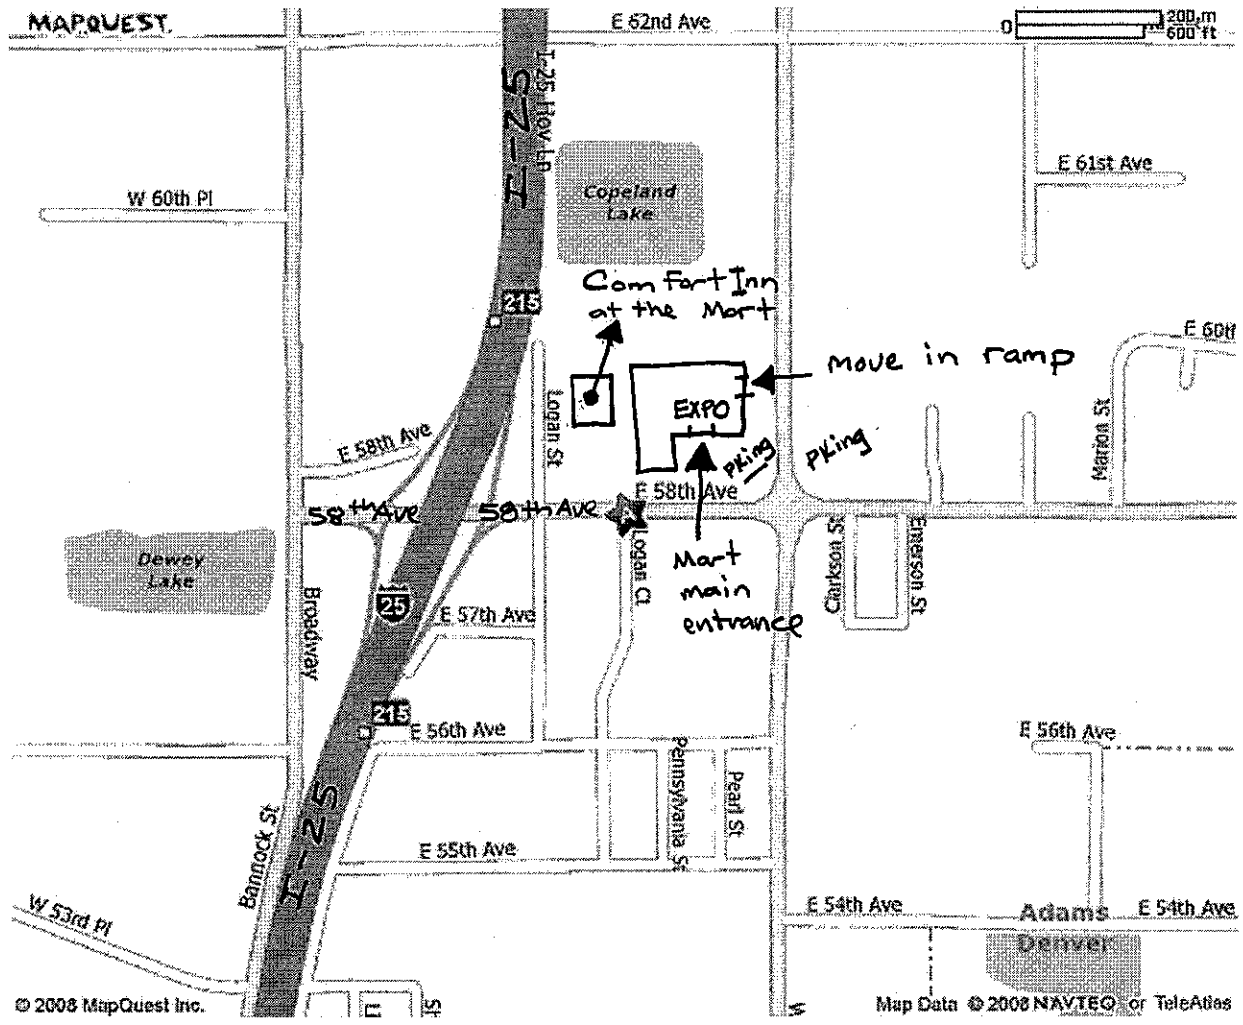 MAPQUEST.
E 62nd Ave
0
200 m
600 ft
I-25 Hov Ln
I-25
E 61st Ave
W 60th Pl
Copeland
Lake
Comfort Inn
at the Mart
215
E 60th
move in ramp
Logan St
EXPO
Marion St
E 58th Ave
PKing
PKing
E 58th Ave
58th Ave
58th Ave
Dewey
Lake
Logan Ct
Mart
main
entrance
Clarkson St
Emerson St
25
E 57th Ave
Broadway
215
E 56th Ave
E 56th Ave
Pennsylvania St
Pearl St
I-25
Bannock St
E 55th Ave
W 53rd Pl
E 54th Ave
Adams
E 54th Ave
Denver
St
© 2008 MapQuest Inc.
Map Data © 2008 NAVTEQ or TeleAtlas